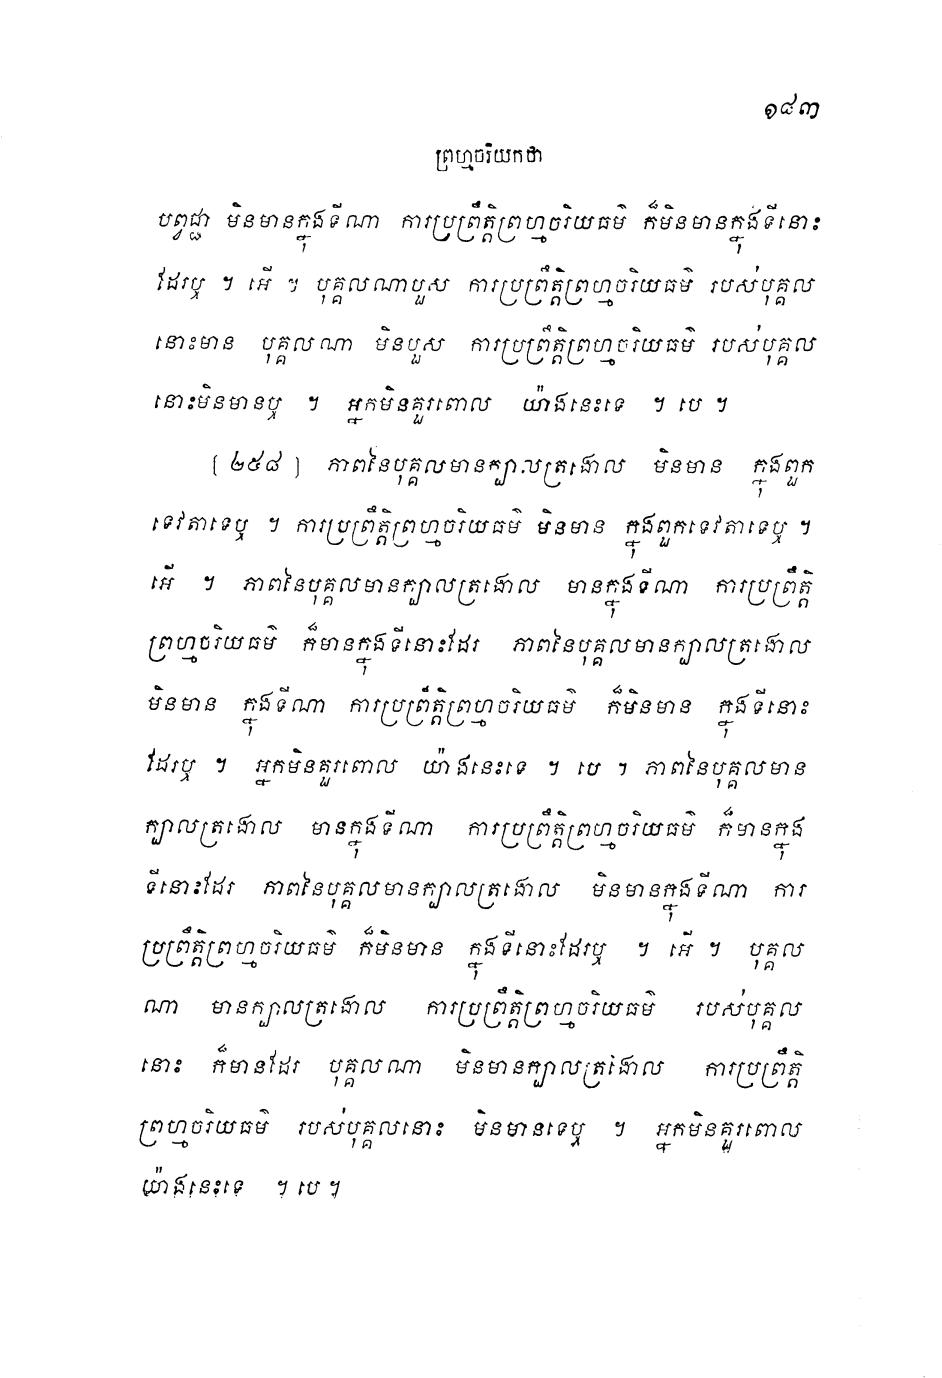 ១៨៣
ព្រហ្មចរិយកថា
បព្វជ្ជា មិនមានក្នុងទីណា ការប្រព្រឹត្តិព្រហ្មចរិយធម៌ ក៏មិនមានក្នុងទីនោះ
ដែរឬ ។ អើ ។ បុគ្គលណាបួស ការប្រព្រឹត្តិព្រហ្មចរិយធម៌ របស់បុគ្គល
នោះមាន បុគ្គលណា មិនបួស ការប្រព្រឹត្តិព្រហ្មចរិយធម៌ របស់បុគ្គល
នោះមិនមានឬ ។ អ្នកមិនគួរពោល យ៉ាងនេះទេ ។ បេ ។
[ ២៥៨ ] ភាពនៃបុគ្គលមានក្បាលត្រងោល មិនមាន ក្នុងពួក
ទេវតាទេឬ ។ ការប្រព្រឹត្តិព្រហ្មចរិយធម៌ មិនមាន ក្នុងពួកទេវតាទេឬ ។
អើ ។ ភាពនៃបុគ្គលមានក្បាលត្រងោល មានក្នុងទីណា ការប្រព្រឹត្តិ
ព្រហ្មចរិយធម៌ ក៏មានក្នុងទីនោះដែរ ភាពនៃបុគ្គលមានក្បាលត្រងោល
មិនមាន ក្នុងទីណា ការប្រព្រឹត្តិព្រហ្មចរិយធម៌ ក៏មិនមាន ក្នុងទីនោះ
ដែរឬ ។ អ្នកមិនគួរពោល យ៉ាងនេះទេ ។ បេ ។ ភាពនៃបុគ្គលមាន
ក្បាលត្រងោល មានក្នុងទីណា ការប្រព្រឹត្តិព្រហ្មចរិយធម៌ ក៏មានក្នុង
ទីនោះដែរ ភាពនៃបុគ្គលមានក្បាលត្រងោល មិនមានក្នុងទីណា ការ
ប្រព្រឹត្តិព្រហ្មចរិយធម៌ ក៏មិនមាន ក្នុងទីនោះដែរឬ ។ អើ ។ បុគ្គល
ណា មានក្បាលត្រងោល ការប្រព្រឹត្តិព្រហ្មចរិយធម៌ របស់បុគ្គល
នោះ ក៏មានដែរ បុគ្គលណា មិនមានក្បាលត្រងោល ការប្រព្រឹត្តិ
ព្រហ្មចរិយធម៌ របស់បុគ្គលនោះ មិនមានទេឬ ។ អ្នកមិនគួរពោល
យ៉ាងនេះទេ ។ បេ ។